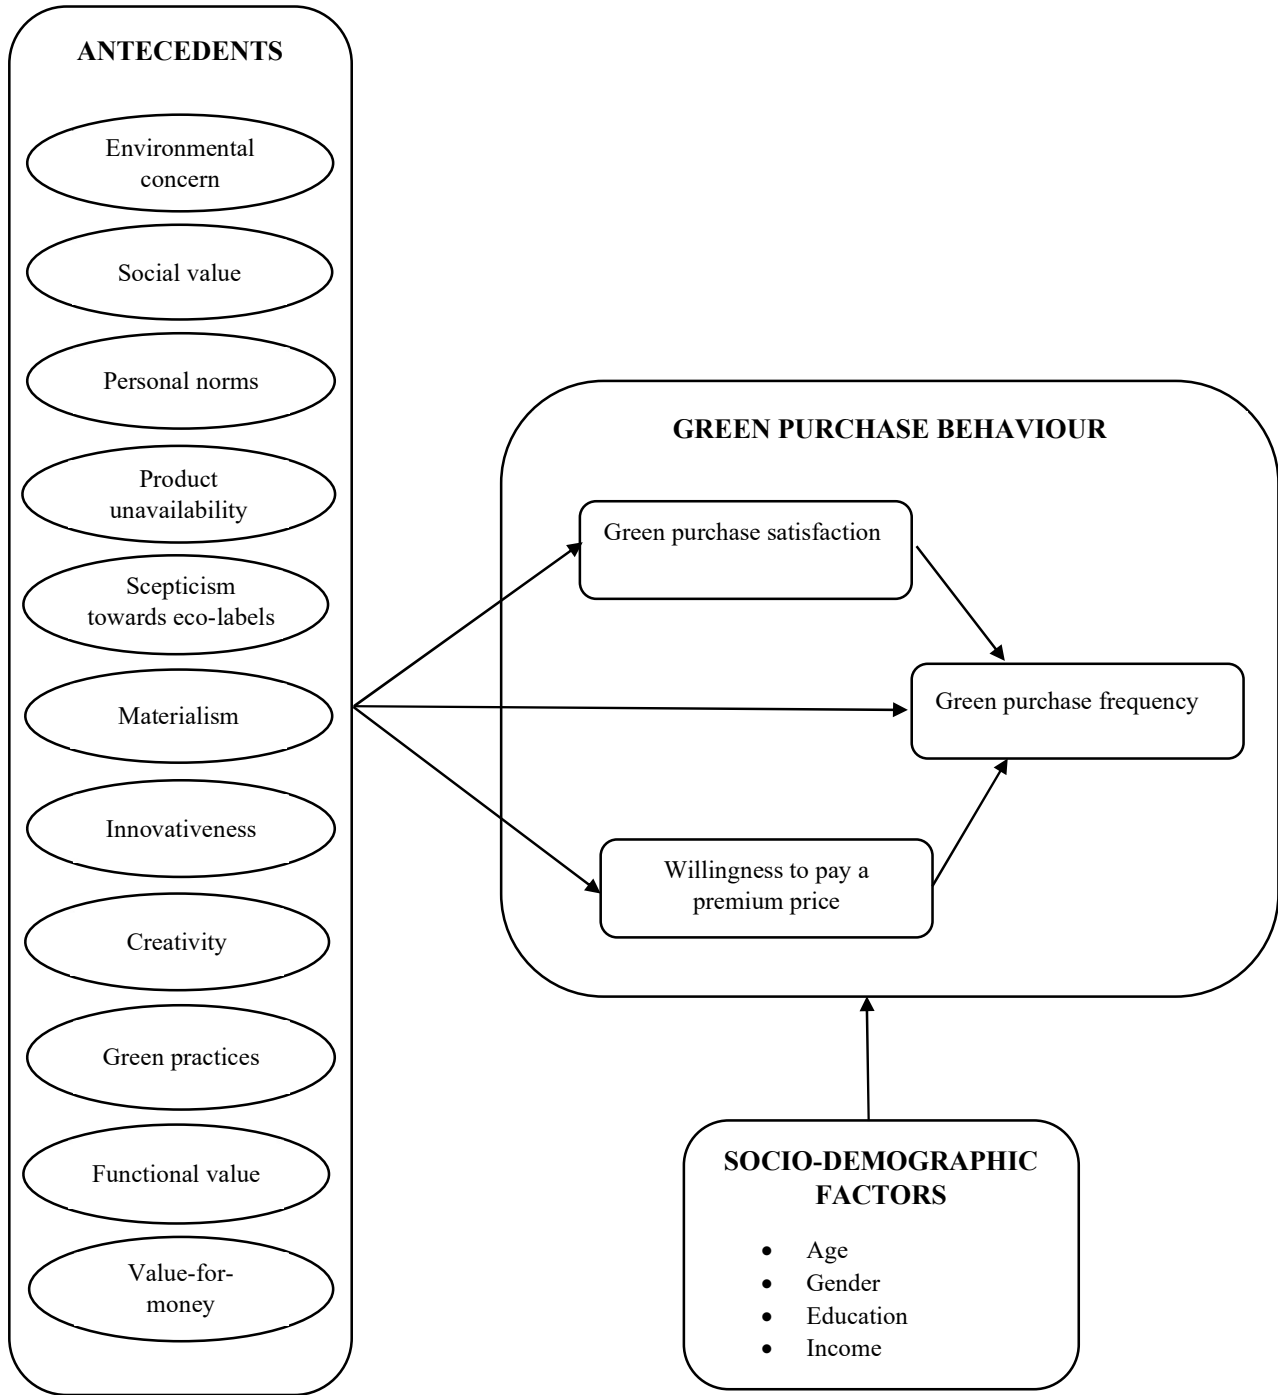 ANTECEDENTS
Environmental
concern
Social value
Personal norms
Product
unavailability
Scepticism
towards eco-labels
Materialism
Innovativeness
Creativity
Green practices
Functional value
Value-for-
money
GREEN PURCHASE BEHAVIOUR
Green purchase satisfaction
Green purchase frequency
Willingness to pay a
premium price
SOCIO-DEMOGRAPHIC
FACTORS
• Age
• Gender
• Education
• Income